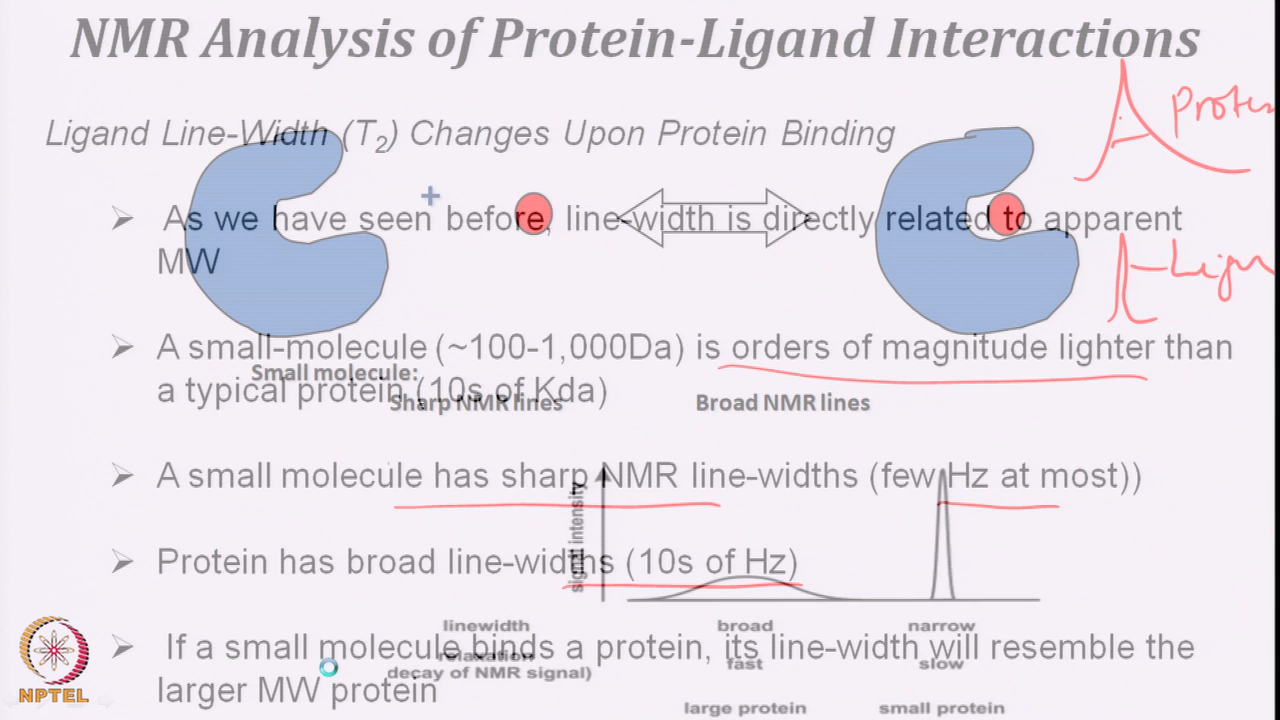 NMR Analysis of Protein-Ligand Interactions
Ligand Line-Width (T2) Changes Upon Protein Binding
➢ As we have seen before, line-width is directly related to apparent
MW
➢ A small-molecule (~100-1,000Da) is orders of magnitude lighter than
a typical protein (10s of Kda)
➢ A small molecule has sharp NMR line-widths (few Hz at most))
➢ Protein has broad line-widths (10s of Hz)
➢ If a small molecule binds a protein, its line-width will resemble the
larger MW protein
+
Small molecule:
Sharp NMR lines
Broad NMR lines
signal intensity
linewidth broad narrow
relaxation
decay of NMR signal) fast slow
large protein small protein
NPTEL